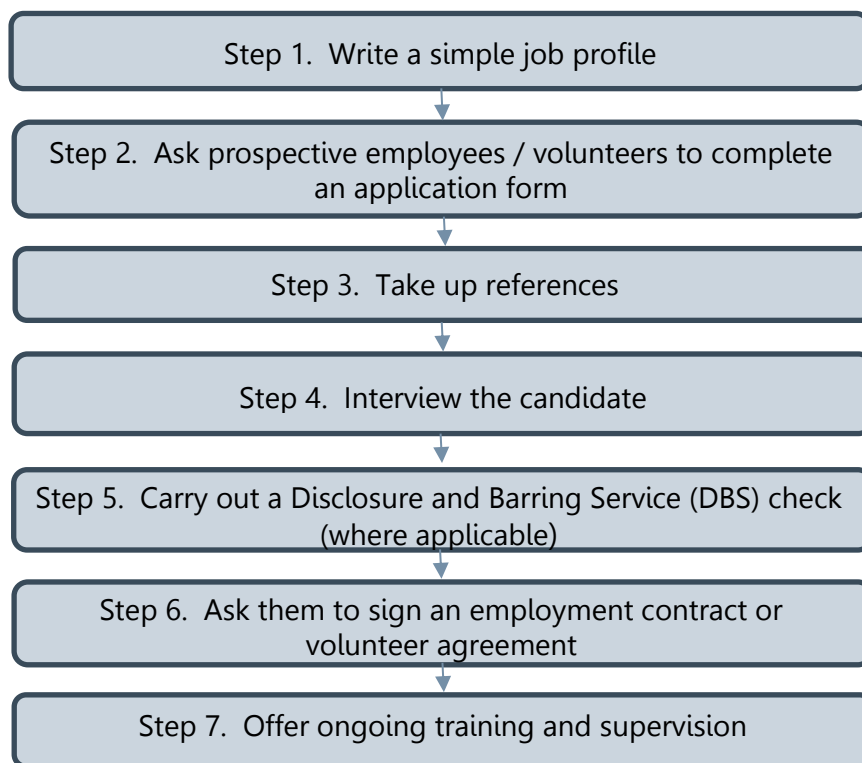 Step 1.  Write a simple job profile
Step 2.  Ask prospective employees / volunteers to complete
an application form
Step 3.  Take up references
Step 4.  Interview the candidate
Step 5.  Carry out a Disclosure and Barring Service (DBS) check
(where applicable)
Step 6.  Ask them to sign an employment contract or
volunteer agreement
Step 7.  Offer ongoing training and supervision